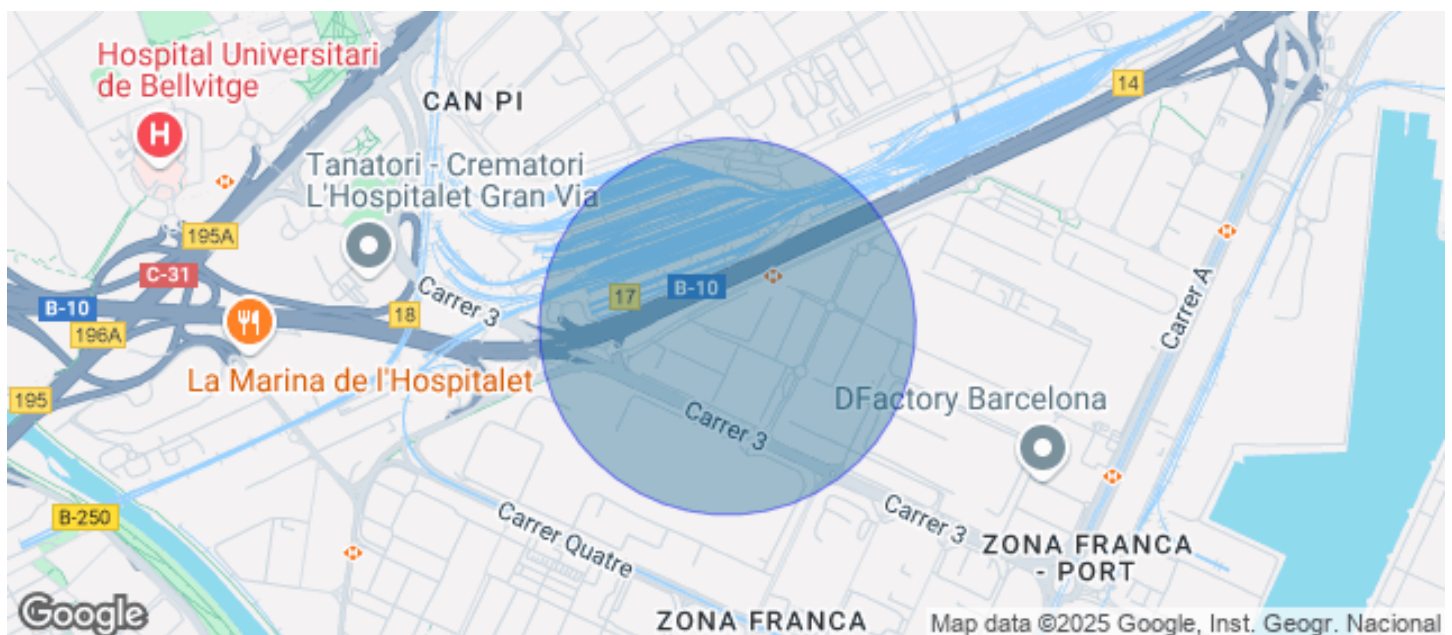 Hospital Universitari
de Bellvitge
H
CAN PI
14
Tanatori - Crematori
L'Hospitalet Gran Via
195A
C-31
B-10
17
B-10
Carrer 3
18
196A
Carrer A
La Marina de l'Hospitalet
195
DFactory Barcelona
Carrer 3
B-250
Carrer Quatre
Carrer 3
ZONA FRANCA
- PORT
Google
ZONA FRANCA
Map data ©2025 Google, Inst. Geogr. Nacional